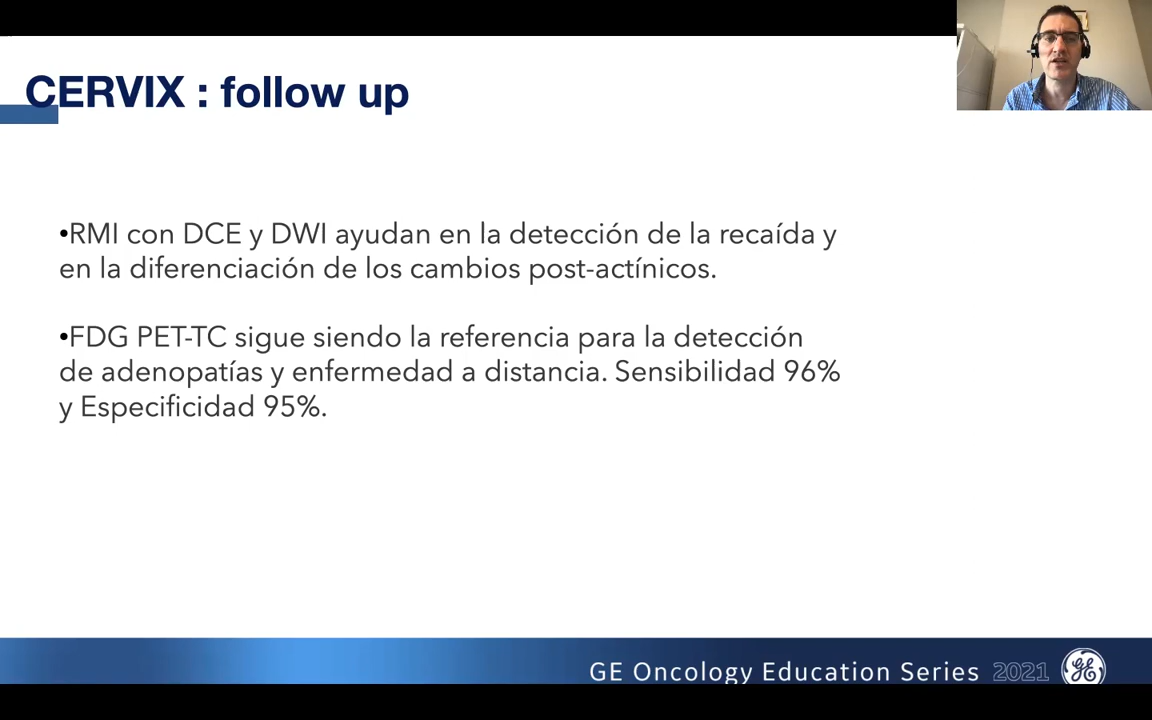 CERVIX : follow up
•RMI con DCE y DWI ayudan en la detección de la recaída y
en la diferenciación de los cambios post-actínicos.
•FDG PET-TC sigue siendo la referencia para la detección
de adenopatías y enfermedad a distancia. Sensibilidad 96%
y Especificidad 95%.
GE Oncology Education Series 2021